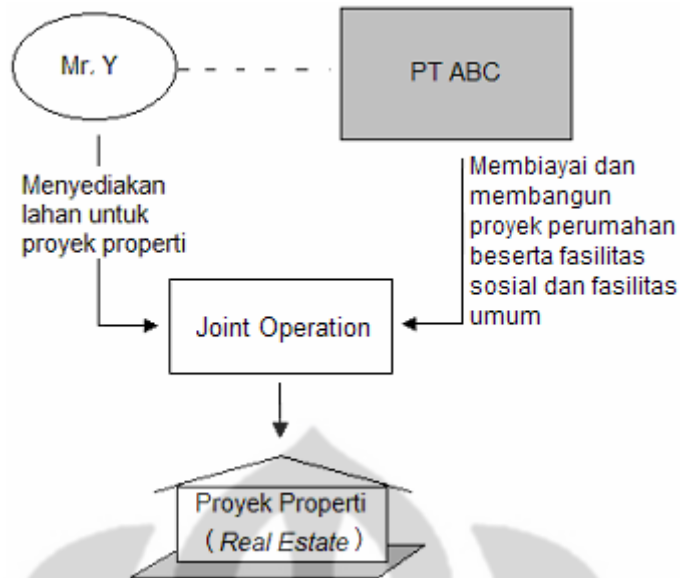 Mr. Y
PT ABC
Menyediakan
lahan untuk
proyek properti
Membiayai dan
membangun
proyek perumahan
beserta fasilitas
sosial dan fasilitas
umum
Joint Operation
Proyek Properti
( Real Estate )